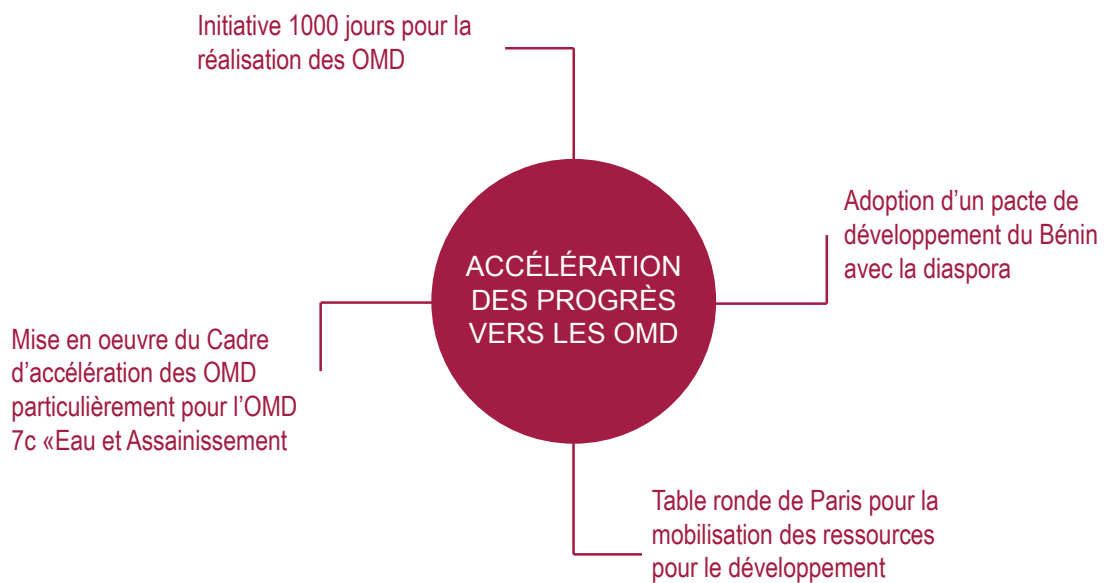 Initiative 1000 jours pour la
réalisation des OMD
Adoption d'un pacte de
développement du Bénin
avec la diaspora
ACCÉLÉRATION
DES PROGRÈS
VERS LES OMD
Mise en oeuvre du Cadre
d'accélération des OMD
particulièrement pour l'OMD
7c «Eau et Assainissement
Table ronde de Paris pour la
mobilisation des ressources
pour le développement